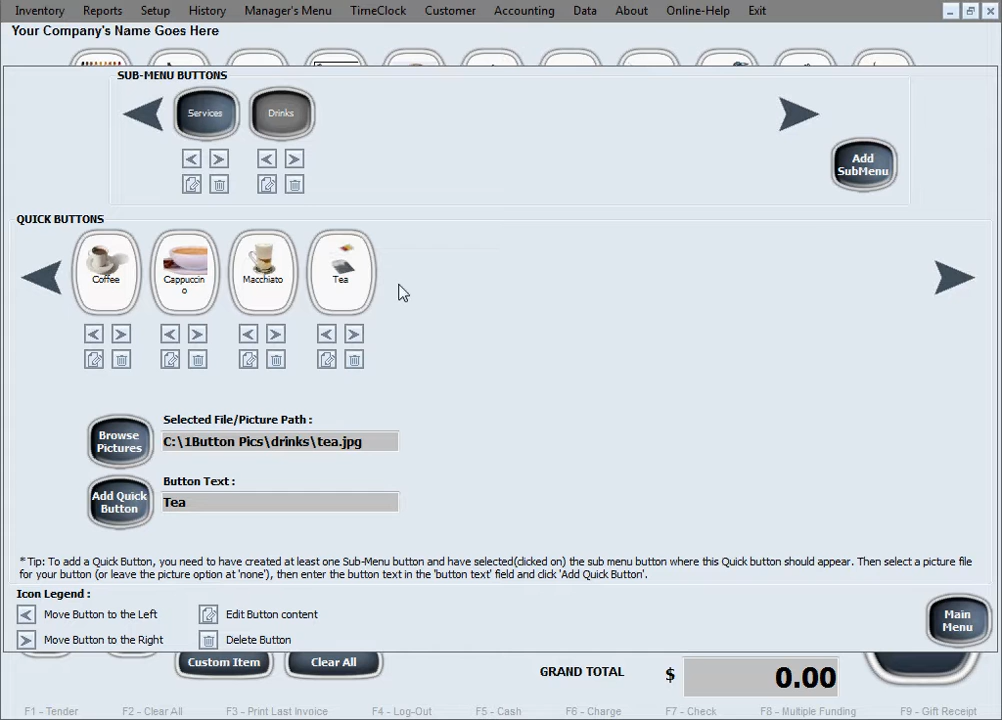 Inventory Reports Setup History Manager's Menu TimeClock Customer Accounting Data About Online-Help Exit
Your Company's Name Goes Here
SUB-MENU BUTTONS
Services Drinks
Add
SubMenu
QUICK BUTTONS
Coffee Cappuccin Macchiato Tea
o
Selected File/Picture Path :
Browse
Pictures
C:\1Button Pics\drinks\tea.jpg
Button Text :
Add Quick
Button
Tea
* Tip: To add a Quick Button, you need to have created at least one Sub-Menu button and have selected(clicked on) the sub menu button where this Quick button should appear. Then select a picture file
for your button (or leave the picture option at 'none'), then enter the button text in the 'button text' field and click 'Add Quick Button'.
Icon Legend :
Move Button to the Left Edit Button content
Move Button to the Right Delete Button
Main
Menu
Custom Item Clear All GRAND TOTAL $ 0.00
F1 - Tender F2 - Clear All F3 - Print Last Invoice F4 - Log-Out F5 - Cash F6 - Charge F7 - Check F8 - Multiple Funding F9 - Gift Receipt